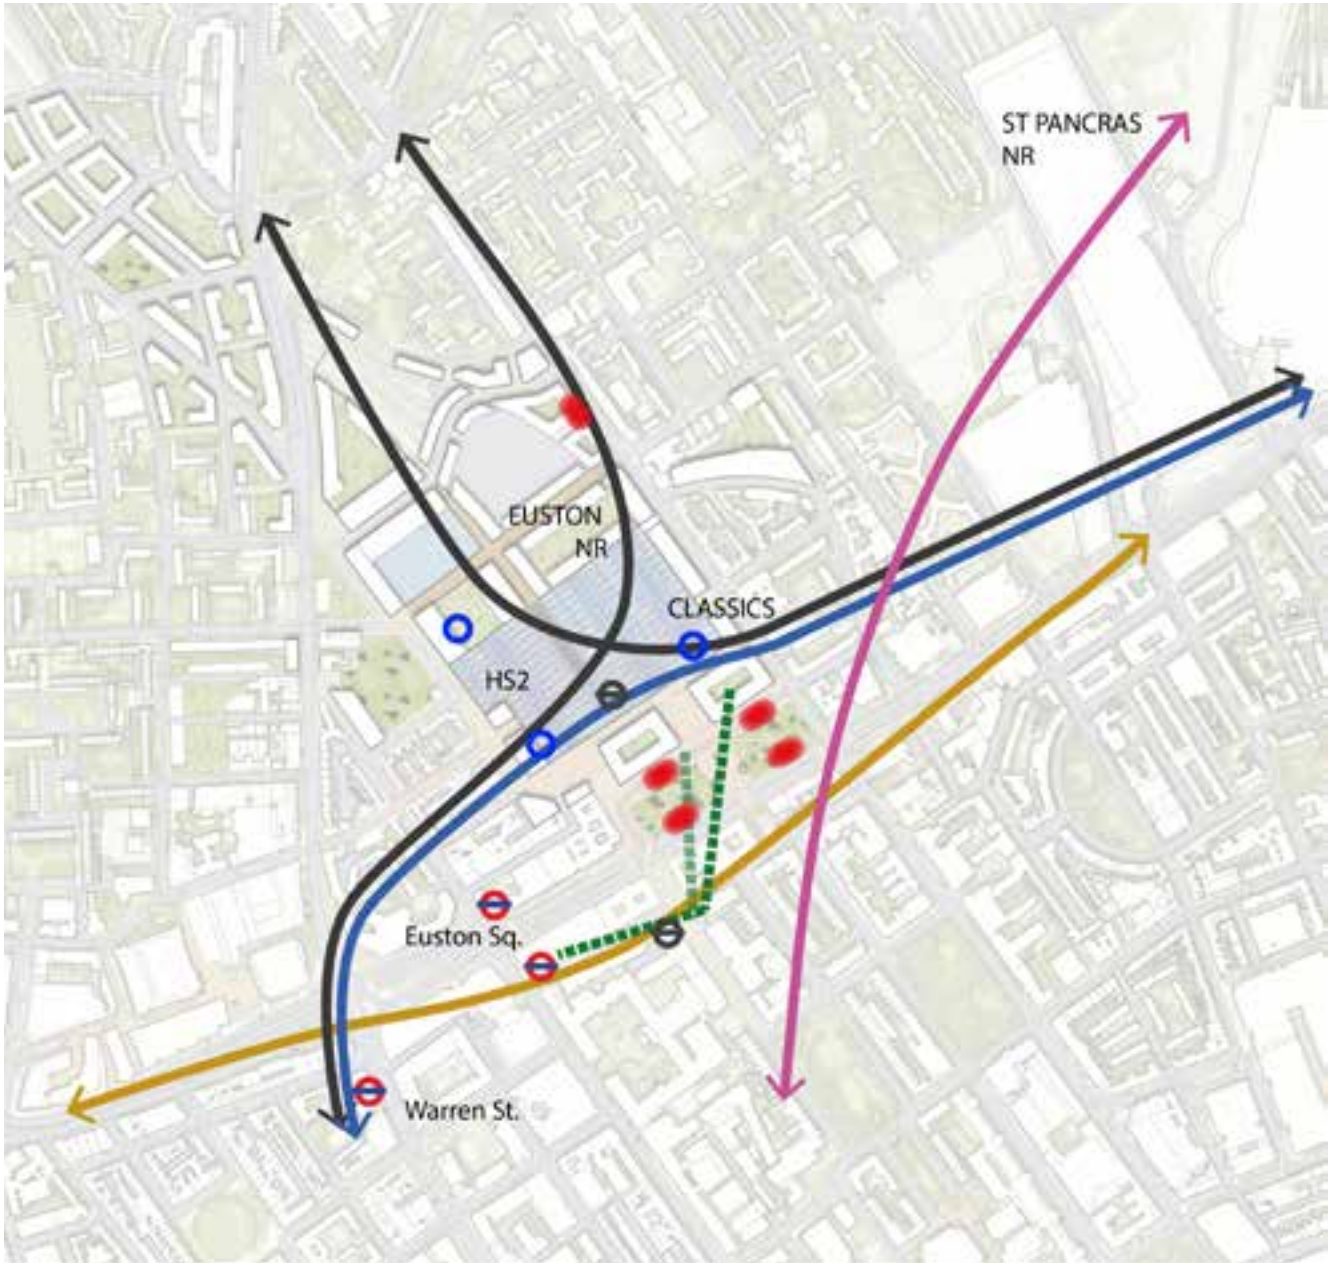 ST PANCRAS
NR
EUSTON
NR
CLASSICS
HS2
Euston Sq.
Warren St.